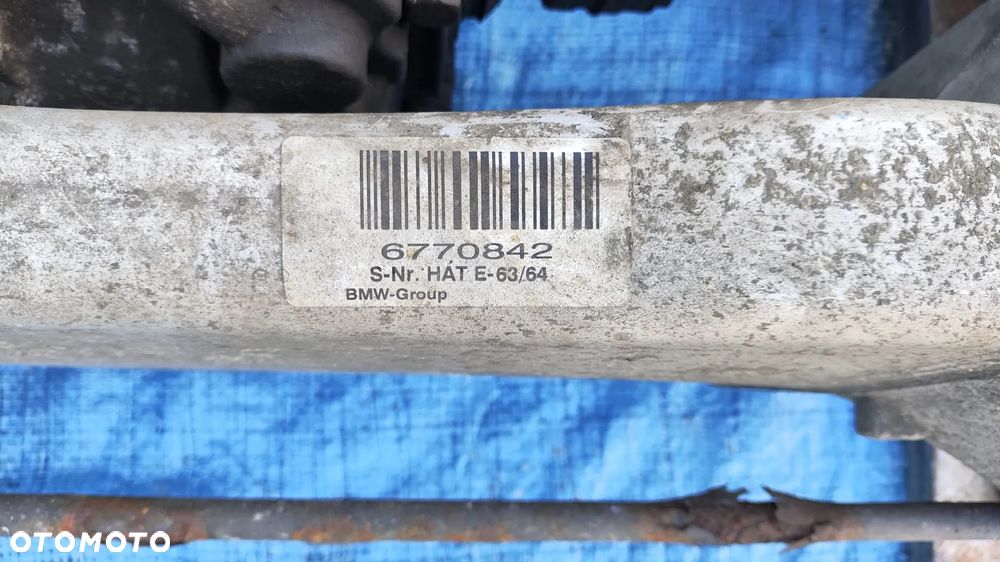 6770842
S-Nr. HAT E-63/64
BMW-Group
OTOMOTO